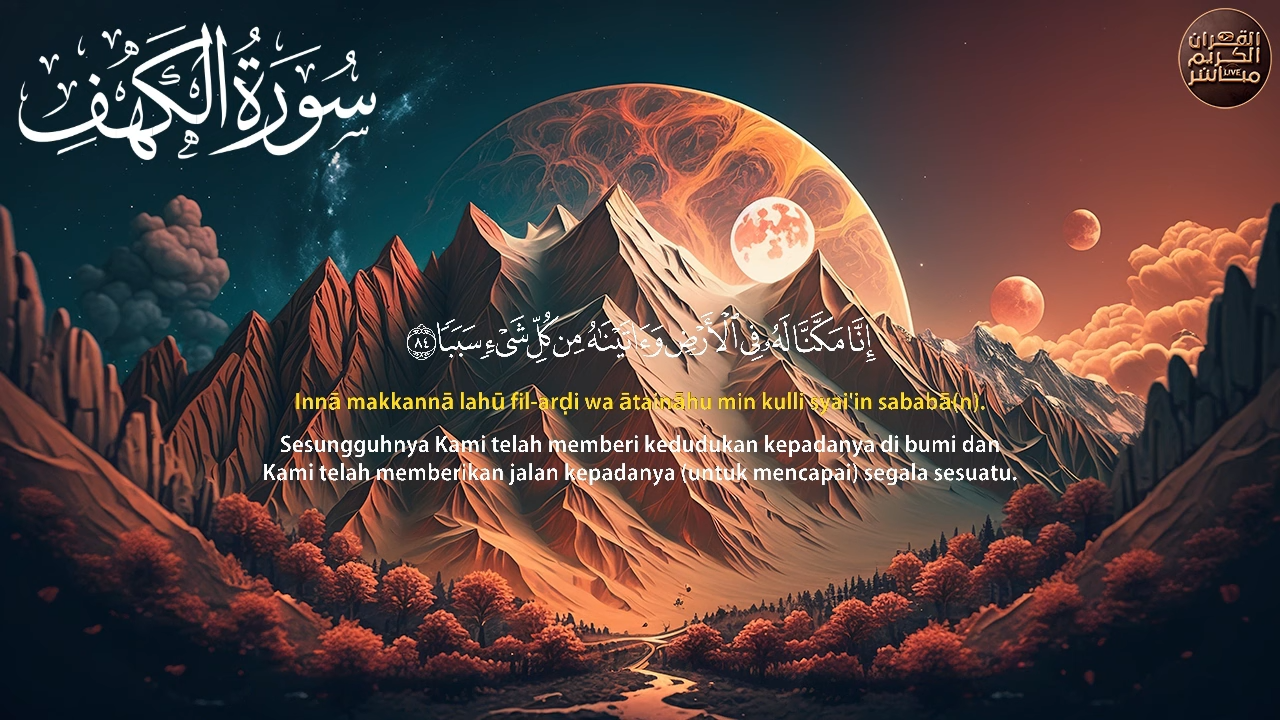 سُورَةُ الْكَهْفِ
القرآن
الكريم
LIVE
مباشر
إِنَّا مَكَّنَّا لَهُۥ فِى ٱلْأَرْضِ وَءَاتَيْنَٰهُ مِن كُلِّ شَىْءٍ سَبَبًا ٨٤
Innā makkannā lahū fil-arḍi wa ātaināhu min kulli syai'in sababā(n).
Sesungguhnya Kami telah memberi kedudukan kepadanya di bumi dan
Kami telah memberikan jalan kepadanya (untuk mencapai) segala sesuatu.